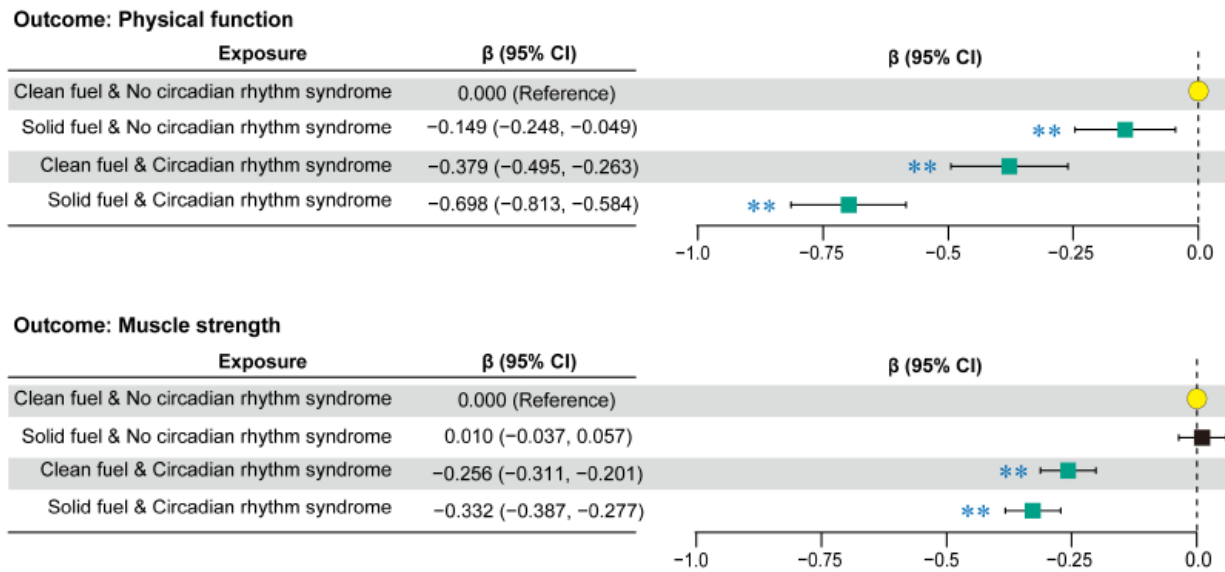 Outcome: Physical function
Exposure β (95% CI) β (95% CI)
Clean fuel & No circadian rhythm syndrome 0.000 (Reference)
Solid fuel & No circadian rhythm syndrome −0.149 (−0.248, −0.049) **
Clean fuel & Circadian rhythm syndrome −0.379 (−0.495, −0.263) **
Solid fuel & Circadian rhythm syndrome −0.698 (−0.813, −0.584) **
−1.0 −0.75 −0.5 −0.25 0.0
Outcome: Muscle strength
Exposure β (95% CI) β (95% CI)
Clean fuel & No circadian rhythm syndrome 0.000 (Reference)
Solid fuel & No circadian rhythm syndrome 0.010 (−0.037, 0.057)
Clean fuel & Circadian rhythm syndrome −0.256 (−0.311, −0.201) **
Solid fuel & Circadian rhythm syndrome −0.332 (−0.387, −0.277) **
−1.0 −0.75 −0.5 −0.25 0.0